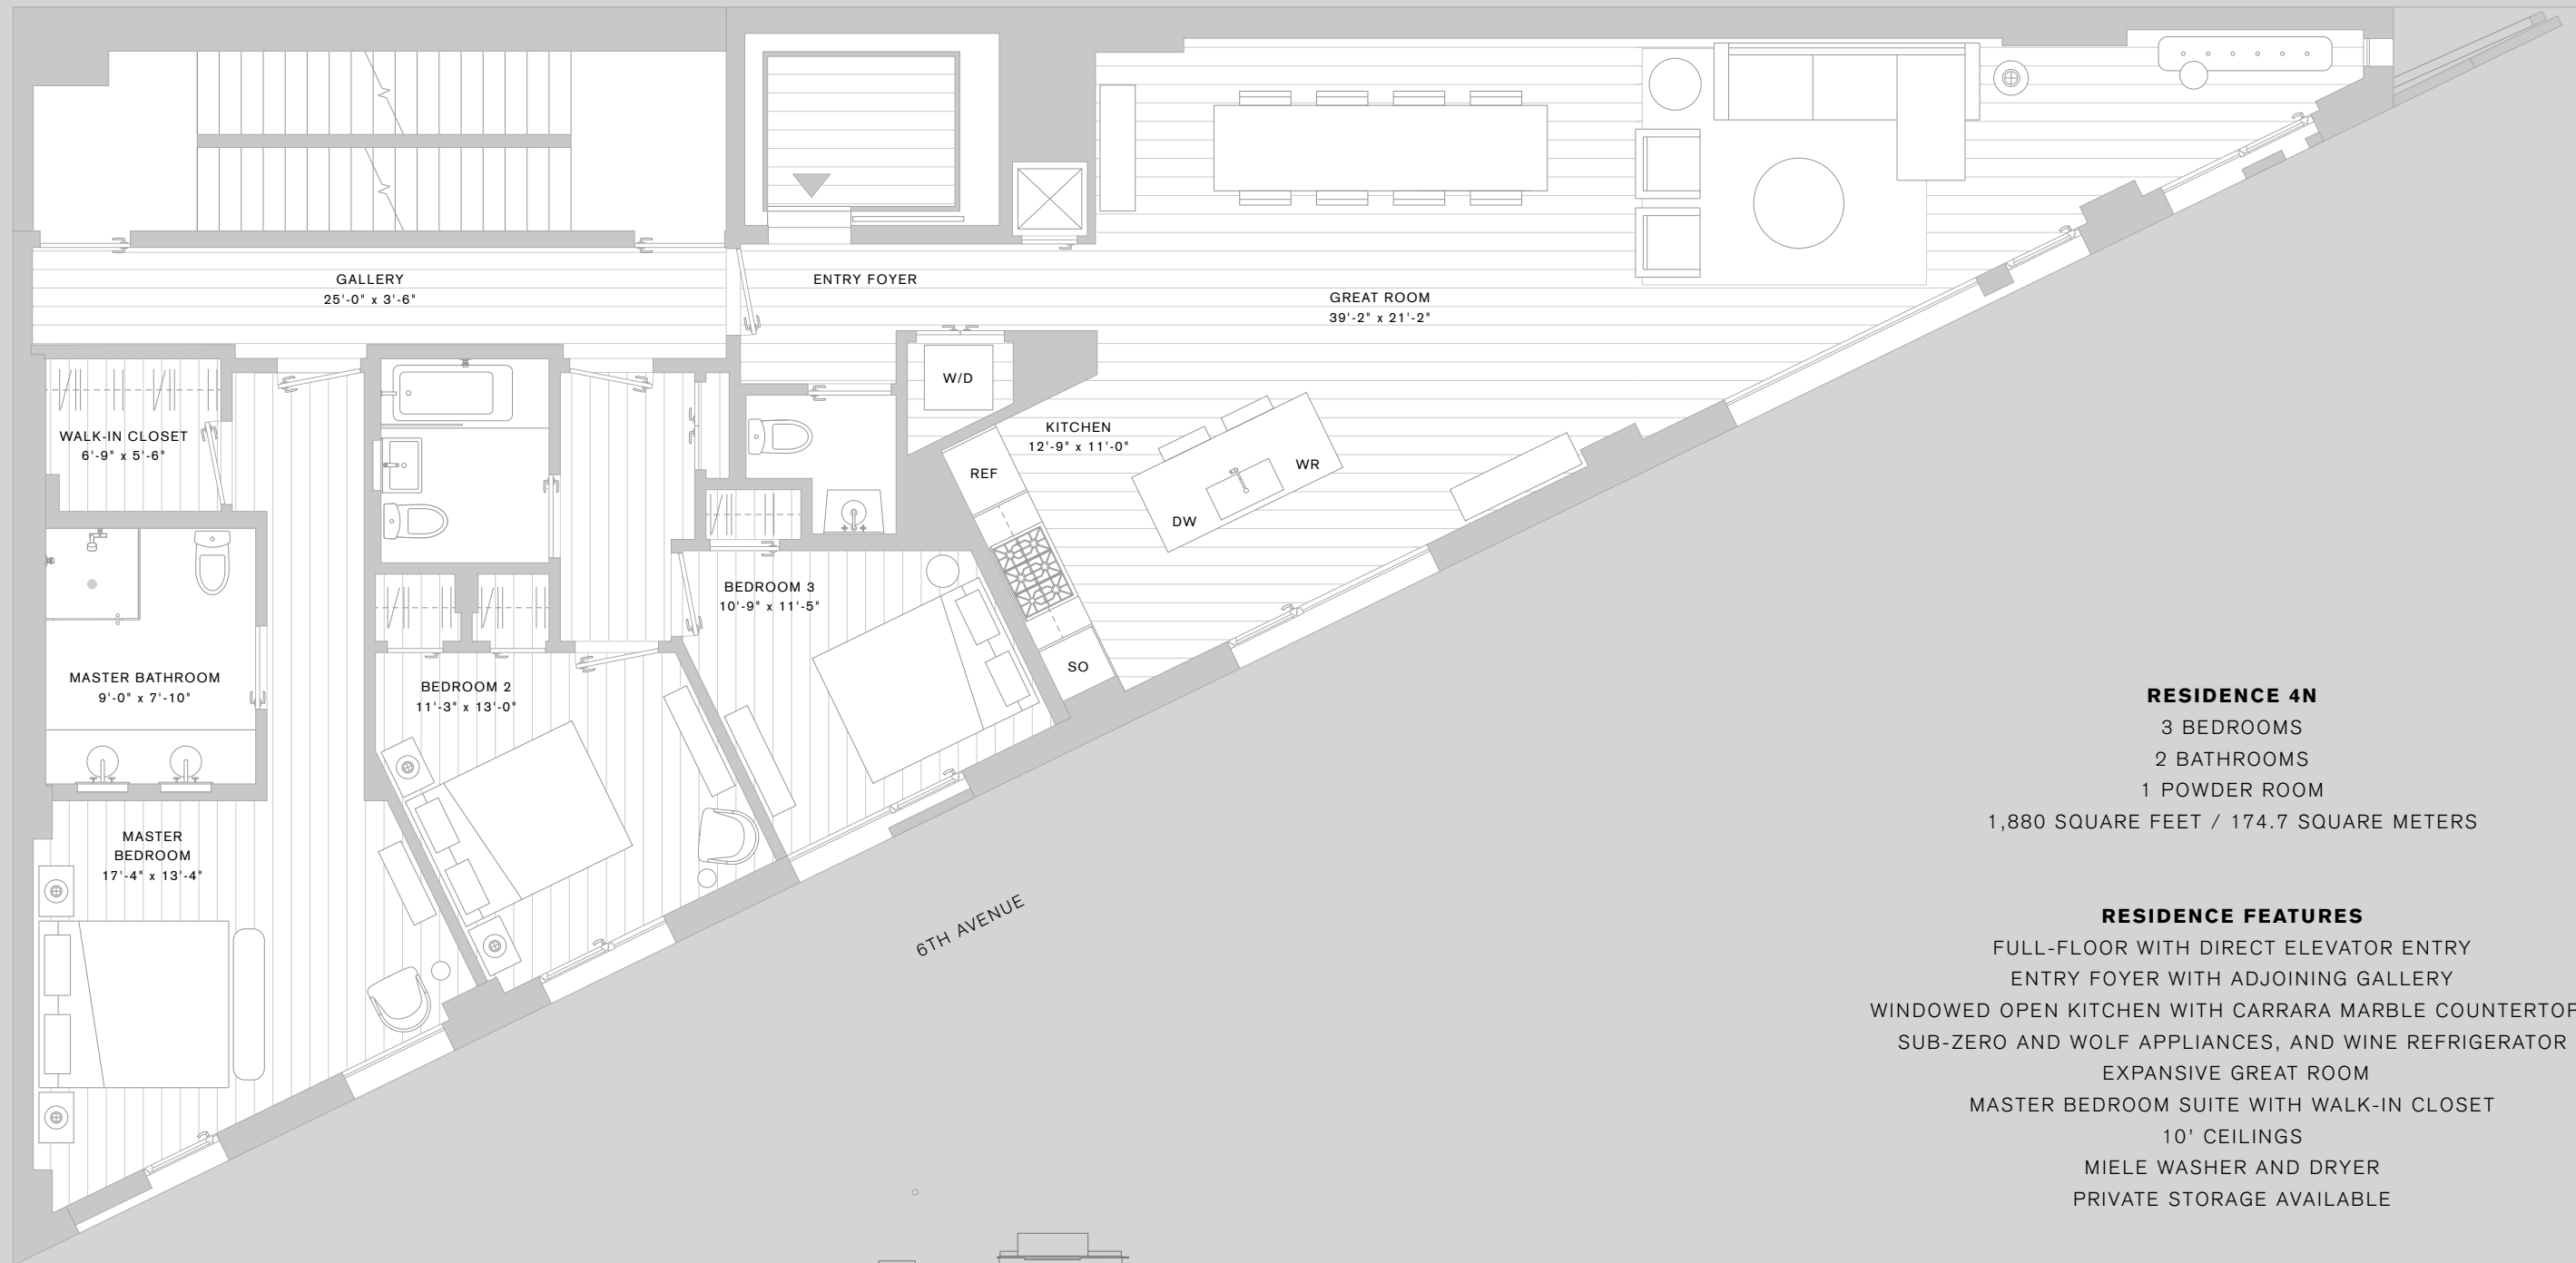 GALLERY
25'-0" x 3'-6"
ENTRY FOYER
GREAT ROOM
39'-2" x 21'-2"
W/D
WALK-IN CLOSET
6'-9" x 5'-6"
KITCHEN
12'-9" x 11'-0"
REF
WR
DW
SO
BEDROOM 3
10'-9" x 11'-5"
MASTER BATHROOM
9'-0" x 7'-10"
BEDROOM 2
11'-3" x 13'-0"
MASTER
BEDROOM
17'-4" x 13'-4"
6TH AVENUE
RESIDENCE 4N
3 BEDROOMS
2 BATHROOMS
1 POWDER ROOM
1,880 SQUARE FEET / 174.7 SQUARE METERS
RESIDENCE FEATURES
FULL-FLOOR WITH DIRECT ELEVATOR ENTRY
ENTRY FOYER WITH ADJOINING GALLERY
WINDOWED OPEN KITCHEN WITH CARRARA MARBLE
SUB-ZERO AND WOLF APPLIANCES, AND WINE REFRIGERATOR
EXPANSIVE GREAT ROOM
MASTER BEDROOM SUITE WITH WALK-IN CLOSET
10’ CEILINGS
MIELE WASHER AND DRYER
PRIVATE STORAGE AVAILABLE